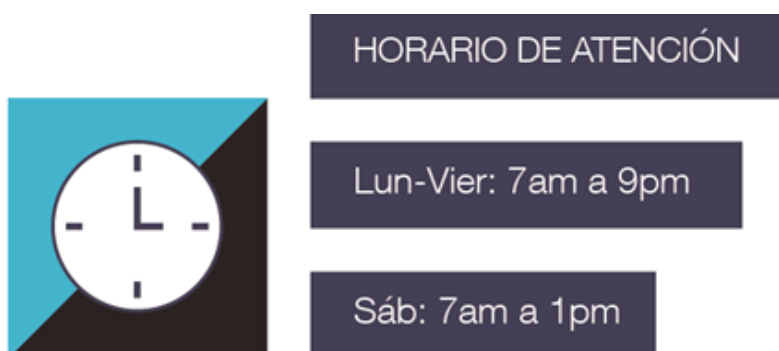 HORARIO DE ATENCIÓN
Lun-Vier: 7am a 9pm
Sáb: 7am a 1pm